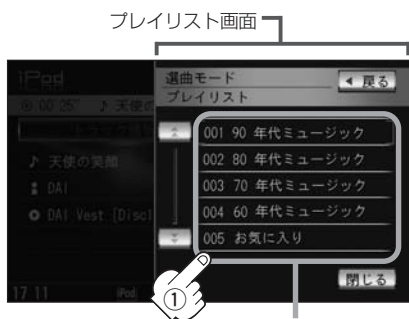 プレイリスト画面
iPod
選曲モード
戻る
00'25" ♪ 天使の
プレイリスト
001 90 年代ミュージック
002 80 年代ミュージック
♪ 天使の笑顔
003 70 年代ミュージック
DAI
004 60 年代ミュージック
DAI Vest [Disc1
005 お気に入り
閉じる
①
17 11
iPod